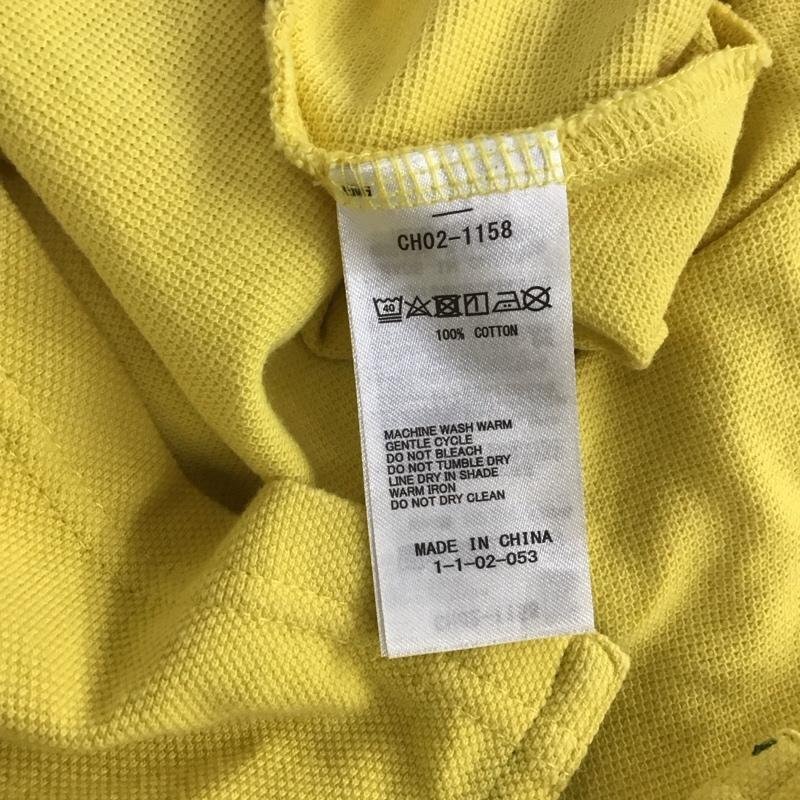 CH02-1158
40
100% COTTON
MACHINE WASH WARM
GENTLE CYCLE
DO NOT BLEACH
DO NOT TUMBLE DRY
LINE DRY IN SHADE
WARM IRON
DO NOT DRY CLEAN
MADE IN CHINA
1-1-02-053